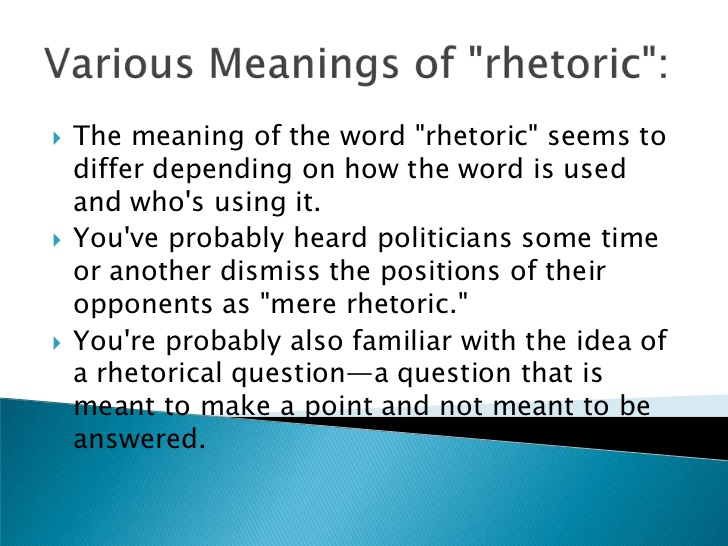 Various Meanings of "rhetoric":
The meaning of the word "rhetoric" seems to
differ depending on how the word is used
and who's using it.
You've probably heard politicians some time
or another dismiss the positions of their
opponents as "mere rhetoric."
You're probably also familiar with the idea of
a rhetorical question—a question that is
meant to make a point and not meant to be
answered.